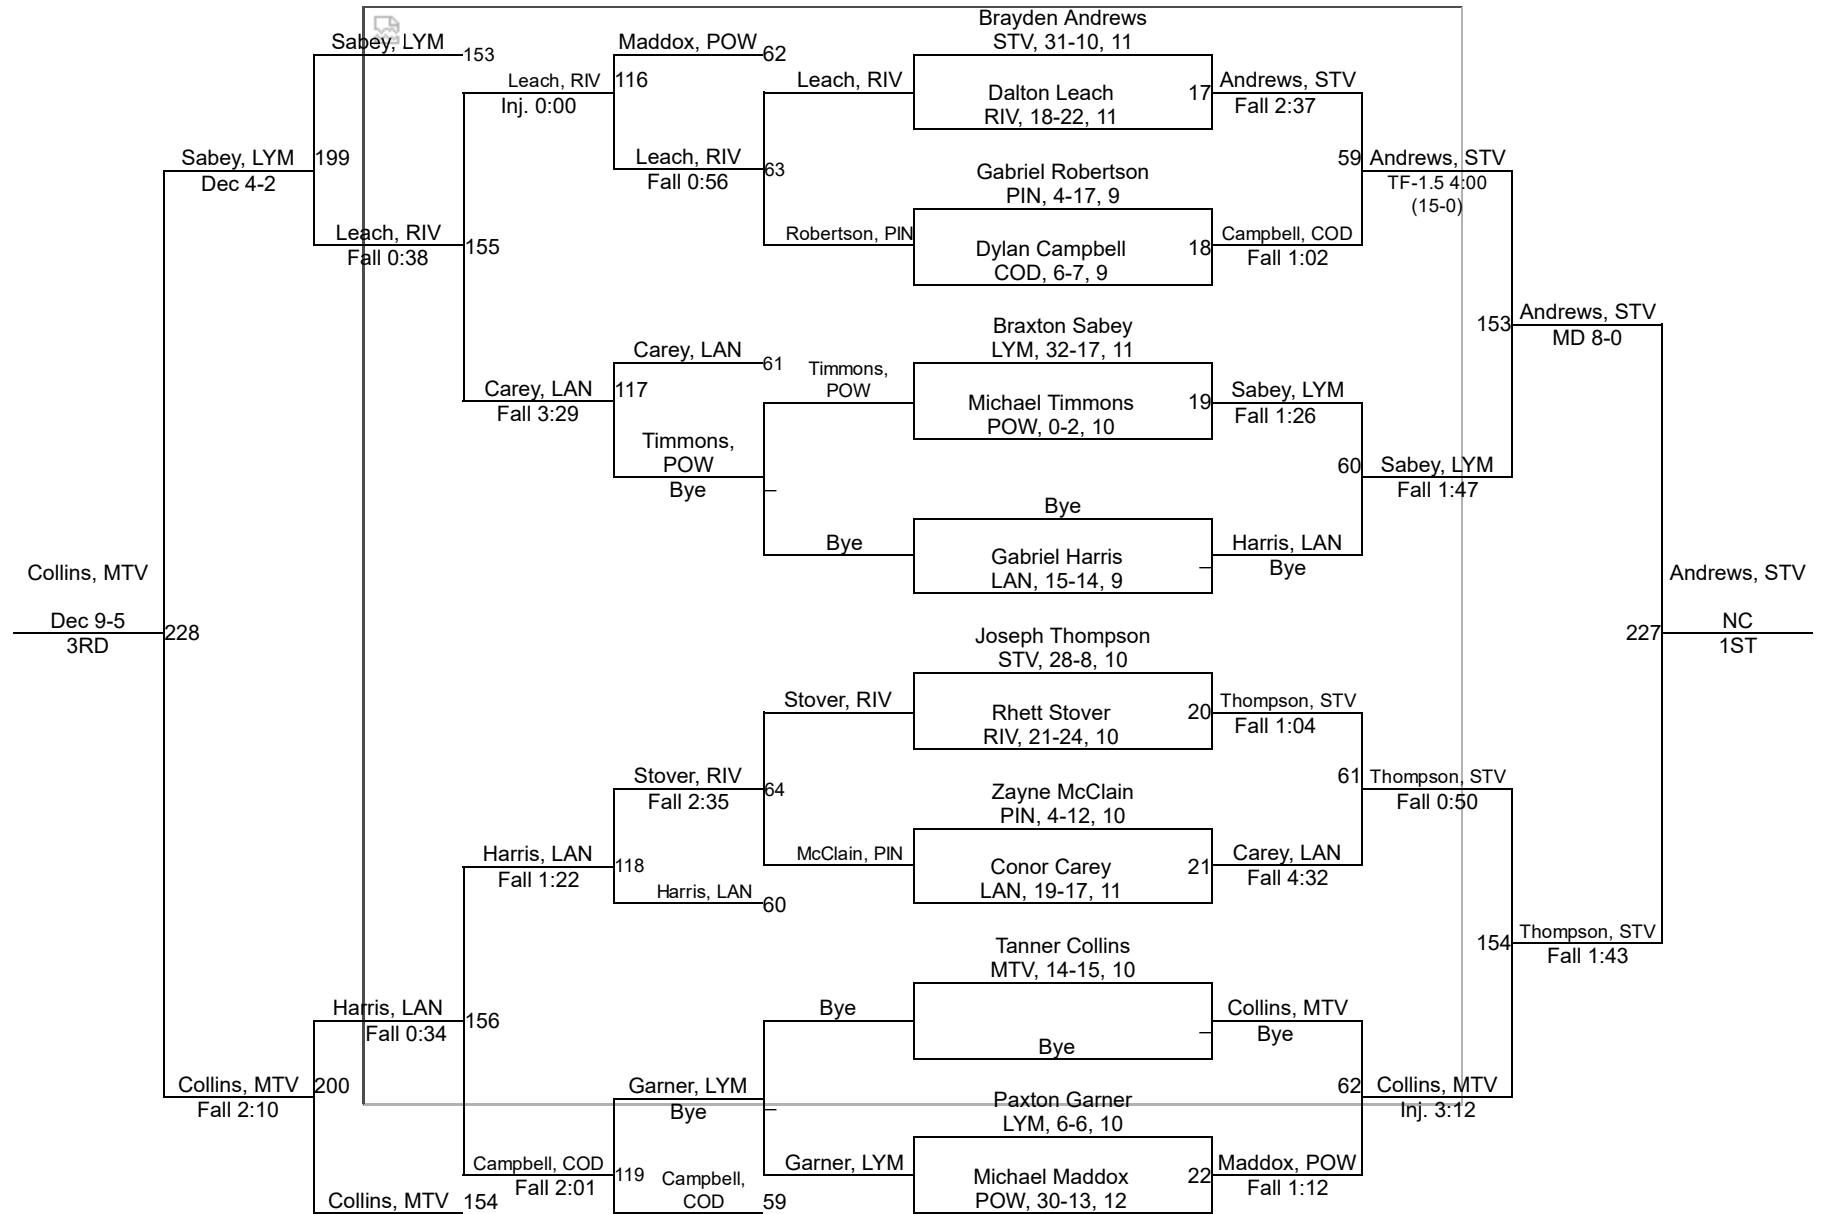 Brayden Andrews
STV, 31-10, 11
Sabey, LYM
153
Maddox, POW
62
Leach, RIV
Inj. 0:00
116
Leach, RIV
Dalton Leach
RIV, 18-22, 11
17
Andrews, STV
Fall 2:37
Sabey, LYM
Dec 4-2
199
Leach, RIV
Fall 0:56
63
Gabriel Robertson
PIN, 4-17, 9
59
Andrews, STV
TF-1.5 4:00
(15-0)
Leach, RIV
Fall 0:38
155
Robertson, PIN
Dylan Campbell
COD, 6-7, 9
18
Campbell, COD
Fall 1:02
Braxton Sabey
LYM, 32-17, 11
153
Andrews, STV
MD 8-0
Carey, LAN
61
Timmons,
POW
Carey, LAN
Fall 3:29
117
Michael Timmons
POW, 0-2, 10
19
Sabey, LYM
Fall 1:26
Timmons,
POW
Bye
60
Sabey, LYM
Fall 1:47
Bye
Bye
Gabriel Harris
LAN, 15-14, 9
Harris, LAN
Bye
Collins, MTV
Dec 9-5
3RD
228
Andrews, STV
227
NC
1ST
Joseph Thompson
STV, 28-8, 10
Stover, RIV
Rhett Stover
RIV, 21-24, 10
20
Thompson, STV
Fall 1:04
Stover, RIV
Fall 2:35
64
Zayne McClain
PIN, 4-12, 10
61
Thompson, STV
Fall 0:50
Harris, LAN
Fall 1:22
118
McClain, PIN
Conor Carey
LAN, 19-17, 11
21
Carey, LAN
Fall 4:32
Harris, LAN
60
Tanner Collins
MTV, 14-15, 10
154
Thompson, STV
Fall 1:43
Harris, LAN
Fall 0:34
156
Bye
Bye
Collins, MTV
Bye
Collins, MTV
Fall 2:10
200
Garner, LYM
Bye
Paxton Garner
LYM, 6-6, 10
62
Collins, MTV
Inj. 3:12
Campbell, COD
Fall 2:01
119
Garner, LYM
Michael Maddox
POW, 30-13, 12
22
Maddox, POW
Fall 1:12
Campbell,
COD
59
Collins, MTV
154